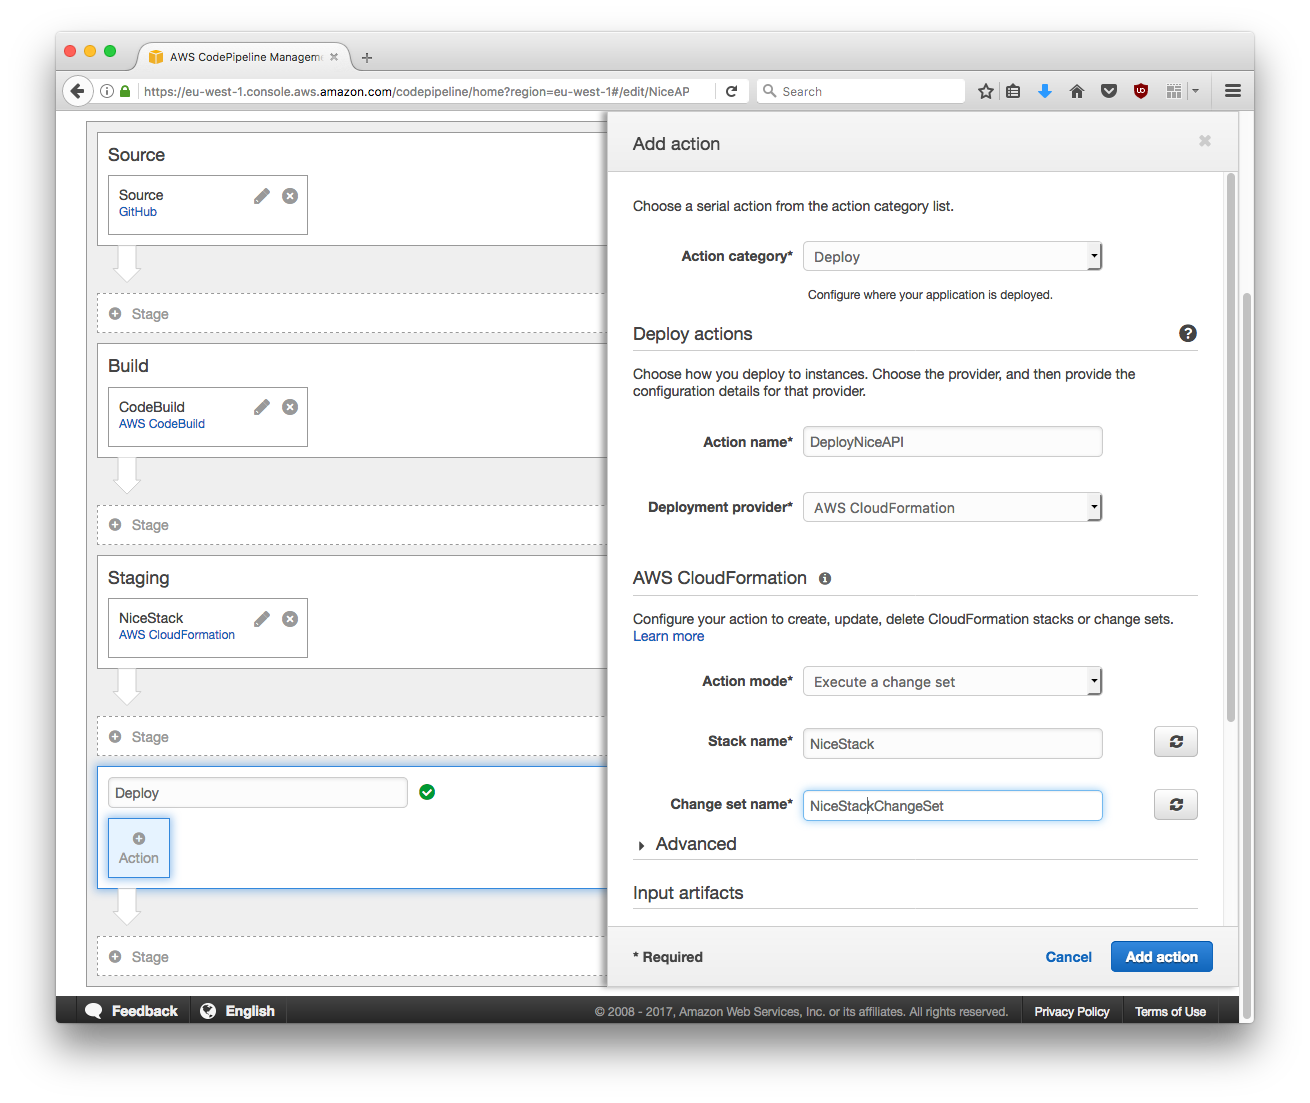 AWS CodePipeline Managem
https://eu-west-1.console.aws.amazon.com/codepipeline/home?region=eu-west-1#/edit/NiceAP
Search
Source
Source
GitHub
Stage
Build
CodeBuild
AWS CodeBuild
Stage
Staging
NiceStack
AWS CloudFormation
Stage
Deploy
Action
Stage
Add action
Choose a serial action from the action category list.
Action category* Deploy
Configure where your application is deployed.
Deploy actions
Choose how you deploy to instances. Choose the provider, and then provide the
configuration details for that provider.
Action name* DeployNiceAPI
Deployment provider* AWS CloudFormation
AWS CloudFormation
Configure your action to create, update, delete CloudFormation stacks or change sets.
Learn more
Action mode* Execute a change set
Stack name* NiceStack
Change set name* NiceStackChangeSet
Advanced
Input artifacts
* Required Cancel Add action
Feedback English © 2008 - 2017, Amazon Web Services, Inc. or its affiliates. All rights reserved. Privacy Policy Terms of Use